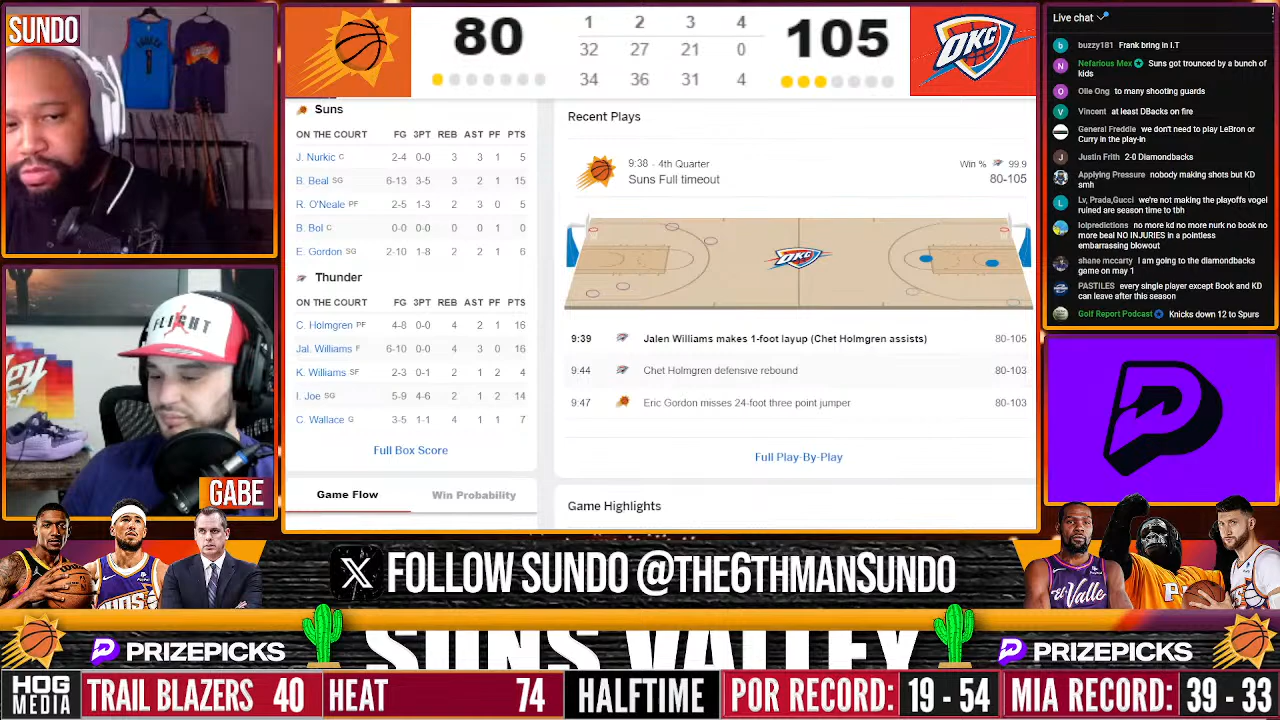 SUNDO
80
1 2 3 4
32 27 21 0
34 36 31 4
105
OKC
Suns
ON THE COURT FG 3PT REB AST PF PTS
J. Nurkic C 2-4 0-0 3 3 1 5
B. Beal SG 6-13 3-5 3 2 1 15
R. O'Neale PF 2-5 1-3 2 3 0 5
B. Bol C 0-0 0-0 0 0 1 0
E. Gordon SG 2-10 1-8 2 2 1 6
Thunder
ON THE COURT FG 3PT REB AST PF PTS
C. Holmgren PF 4-8 0-0 4 2 1 16
Jal. Williams F 6-10 0-0 4 3 0 16
K. Williams SF 2-3 0-1 2 1 2 4
I. Joe SG 5-9 4-6 2 1 2 14
C. Wallace G 3-5 1-1 4 1 1 7
Full Box Score
Game Flow Win Probability
Recent Plays
9:38 - 4th Quarter Win % 99.9
Suns Full timeout 80-105
OKC
9:39 Jalen Williams makes 1-foot layup (Chet Holmgren assists) 80-105
9:44 Chet Holmgren defensive rebound 80-103
9:47 Eric Gordon misses 24-foot three point jumper 80-103
Full Play-By-Play
Game Highlights
Live chat
buzzy181 Frank bring in I.T
Nefarious Mex Suns got trounced by a bunch of
kids
Olle Ong to many shooting guards
Vincent at least DBacks on fire
General Freddie we don't need to play LeBron or
Curry in the play-in
Justin Frith 2-0 Diamondbacks
Applying Pressure nobody making shots but KD
smh
Lv, Prada,Gucci we're not making the playoffs vogel
ruined are season time to tbh
lolpredictions no more kd no more nurk no book no
more beal NO INJURIES in a pointless
embarrassing blowout
shane mccarty I am going to the diamondbacks
game on may 1
PASTILES every single player except Book and KD
can leave after this season
Golf Report Podcast Knicks down 12 to Spurs
FLIGHT
GABE
FOLLOW SUNDO @THE6THMANSUNDO
PRIZEPICKS
SUNS VALLEY
PRIZEPICKS
HOG
MEDIA
TRAIL BLAZERS 40 HEAT 74 HALFTIME POR RECORD: 19 - 54 MIA RECORD: 39 - 33